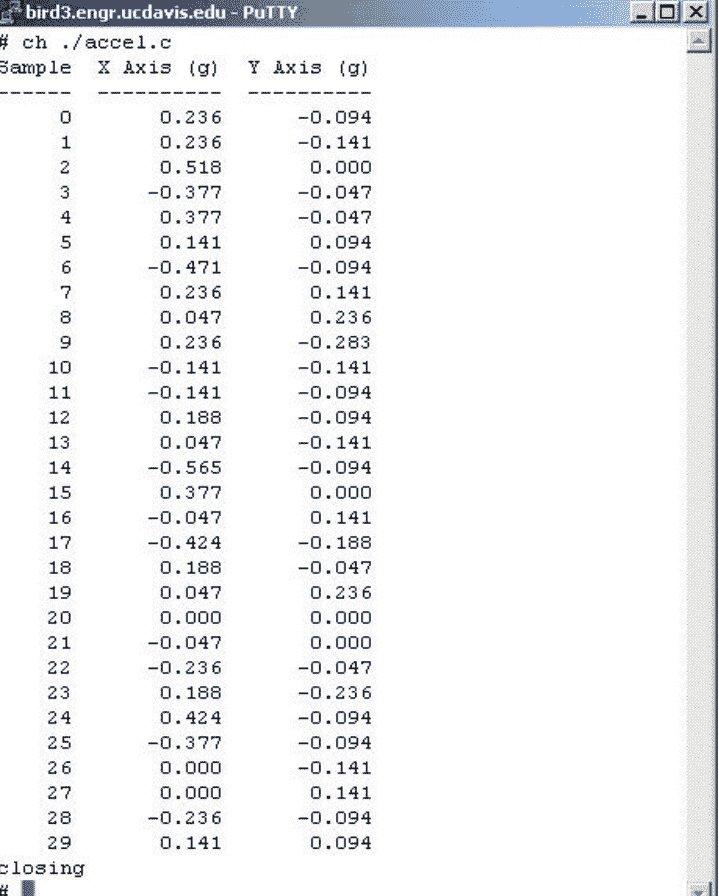 bird3.engr.ucdavis.edu - PuTTY
# ch ./accel.c
Sample  X Axis (g)  Y Axis (g)
------  ----------  ----------
     0       0.236      -0.094
     1       0.236      -0.141
     2       0.518       0.000
     3      -0.377      -0.047
     4       0.377      -0.047
     5       0.141       0.094
     6      -0.471      -0.094
     7       0.236       0.141
     8       0.047       0.236
     9       0.236      -0.283
    10      -0.141      -0.141
    11      -0.141      -0.094
    12       0.188      -0.094
    13       0.047      -0.141
    14      -0.565      -0.094
    15       0.377       0.000
    16      -0.047       0.141
    17      -0.424      -0.188
    18       0.188      -0.047
    19       0.047       0.236
    20       0.000       0.000
    21      -0.047       0.000
    22      -0.236      -0.047
    23       0.188      -0.236
    24       0.424      -0.094
    25      -0.377      -0.094
    26       0.000      -0.141
    27       0.000       0.141
    28      -0.236      -0.094
    29       0.141       0.094
closing
#